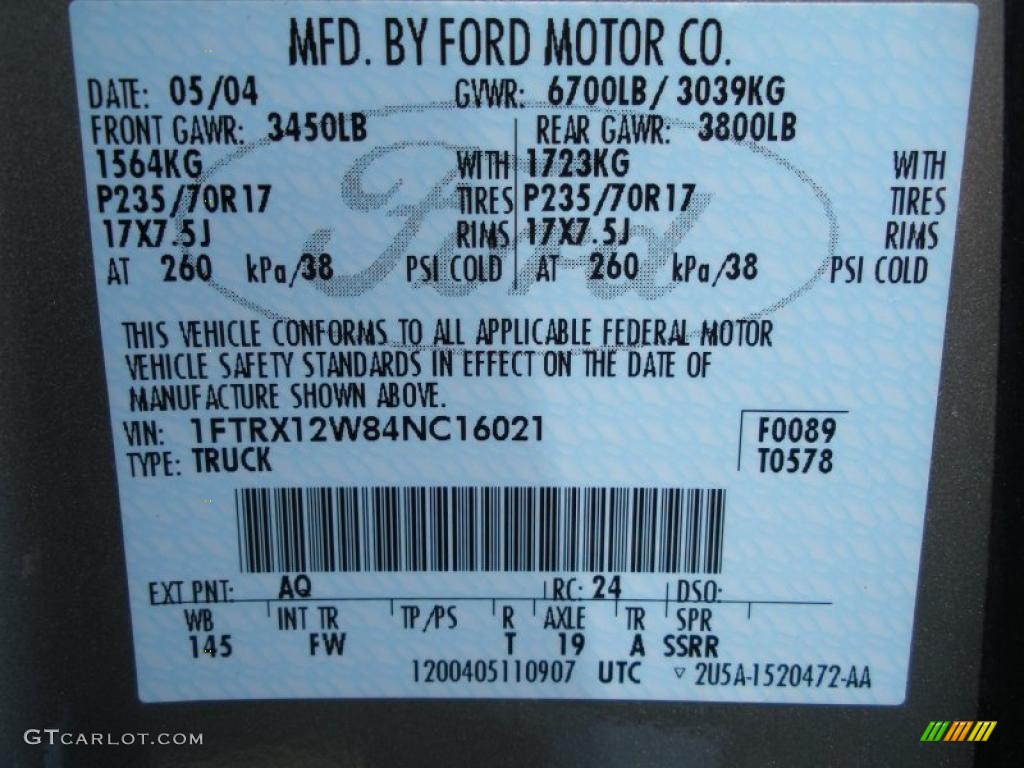 MFD. BY FORD MOTOR CO.
DATE: 05/04 GVWR: 6700LB/ 3039KG
FRONT GAWR: 3450LB REAR GAWR: 3800LB
1564KG WITH 1723KG WITH
P235/70R17 TIRES P235/70R17 TIRES
17X7.5J RIMS 17X7.5J RIMS
AT 260 kPa/38 PSI COLD AT 260 kPa/38 PSI COLD
Ford
THIS VEHICLE CONFORMS TO ALL APPLICABLE FEDERAL MOTOR
VEHICLE SAFETY STANDARDS IN EFFECT ON THE DATE OF
MANUFACTURE SHOWN ABOVE.
VIN: 1FTRX12W84NC16021 F0089
TYPE: TRUCK T0578
EXT PNT: AQ RC: 24 DSO:
WB INT TR TP/PS R AXLE TR SPR
145 FW T 19 A SSRR
1200405110907 UTC ▽ 2U5A-1520472-AA
GTCARLOT.COM